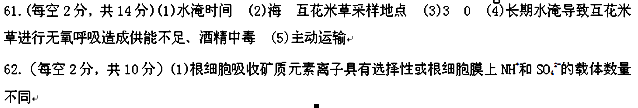 61.(每空2分，共14分)(1)水淹时间 (2)海 互花米草采样地点 (3)3 0 (4)长期水淹导致互花米
草进行无氧呼吸造成供能不足、酒精中毒 (5)主动运输
62.（每空2分，共10分）(1)根细胞吸收矿质元素离子具有选择性或根细胞膜上NH⁺和SO₄⁻的载体数量
不同